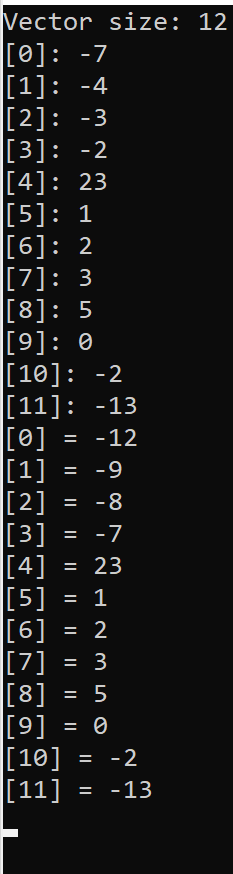 Vector size: 12
[0]: -7
[1]: -4
[2]: -3
[3]: -2
[4]: 23
[5]: 1
[6]: 2
[7]: 3
[8]: 5
[9]: 0
[10]: -2
[11]: -13
[0] = -12
[1] = -9
[2] = -8
[3] = -7
[4] = 23
[5] = 1
[6] = 2
[7] = 3
[8] = 5
[9] = 0
[10] = -2
[11] = -13